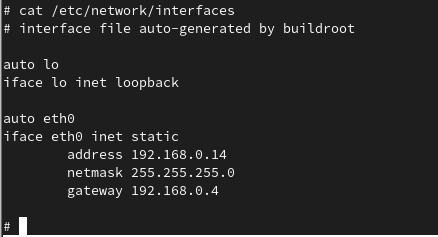 # cat /etc/network/interfaces
# interface file auto-generated by buildroot

auto lo
iface lo inet loopback

auto eth0
iface eth0 inet static
        address 192.168.0.14
        netmask 255.255.255.0
        gateway 192.168.0.4

#